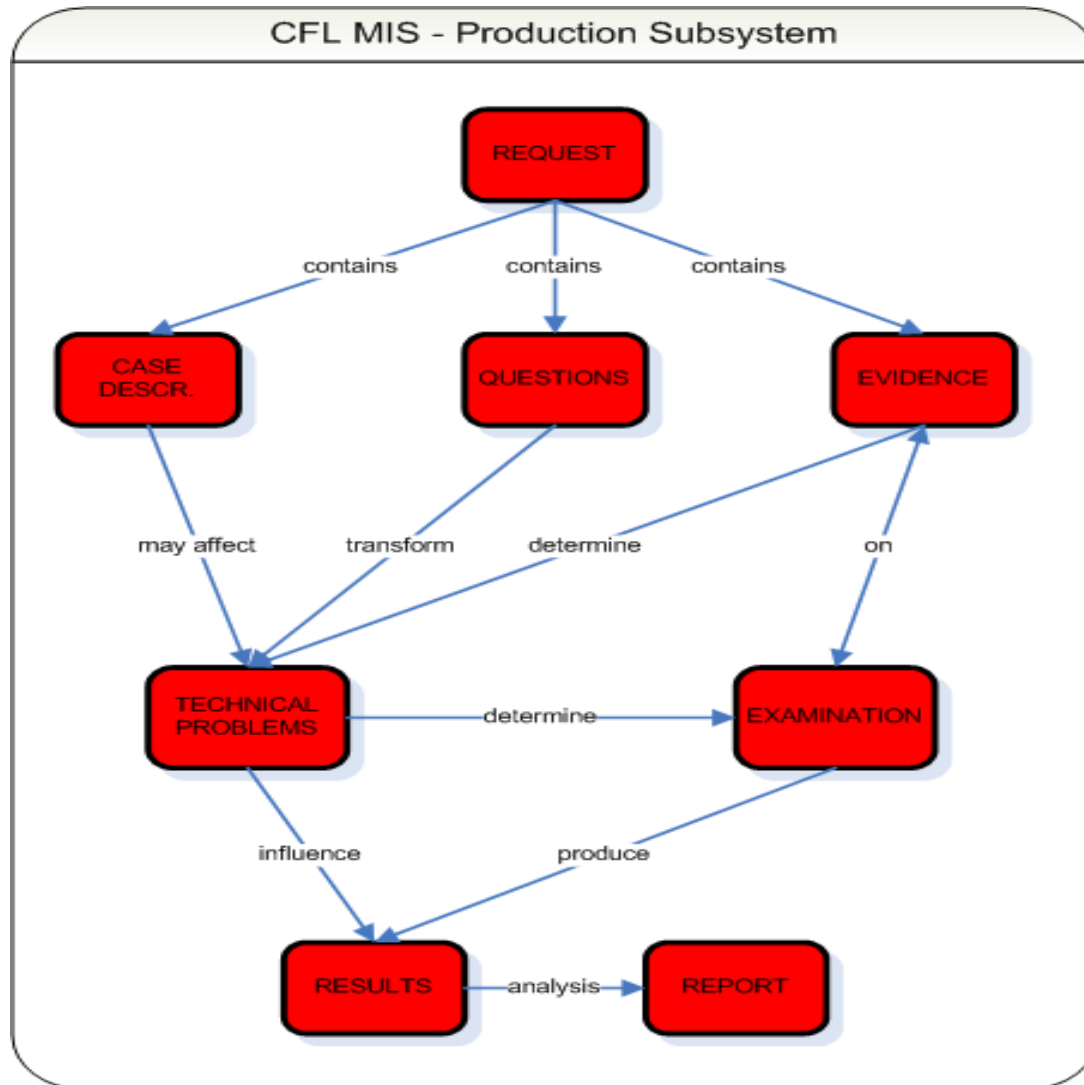 CFL MIS - Production Subsystem
REQUEST
contains
contains
contains
CASE
DESCR.
QUESTIONS
EVIDENCE
may affect
transform
determine
on
TECHNICAL
PROBLEMS
determine
EXAMINATION
influence
produce
RESULTS
analysis
REPORT